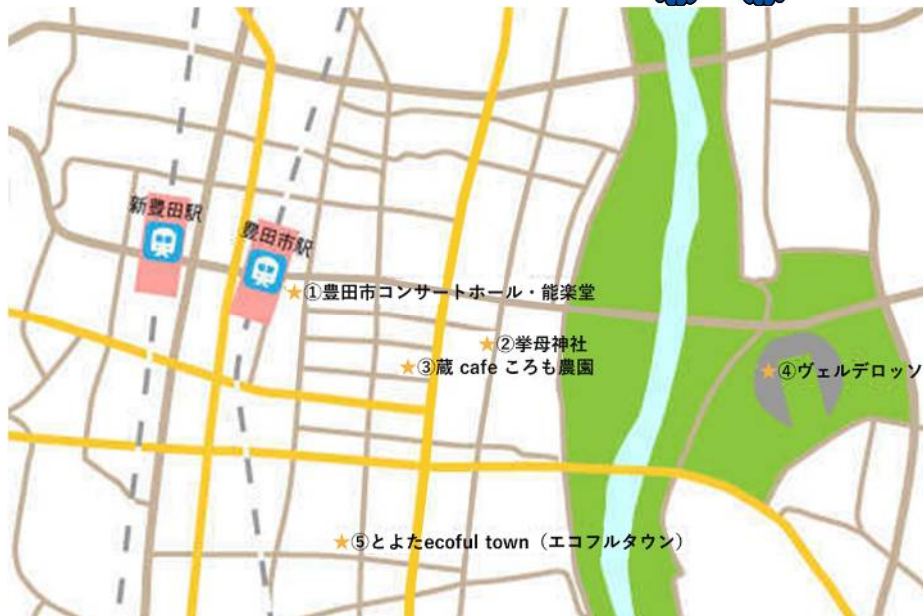 新豊田駅
豊田市駅
★①豊田市コンサートホール・能楽堂
★②挙母神社
★③蔵 cafe ころも農園
★④ヴェルデロッソ
★⑤とよたecoful town（エコフルタウン）